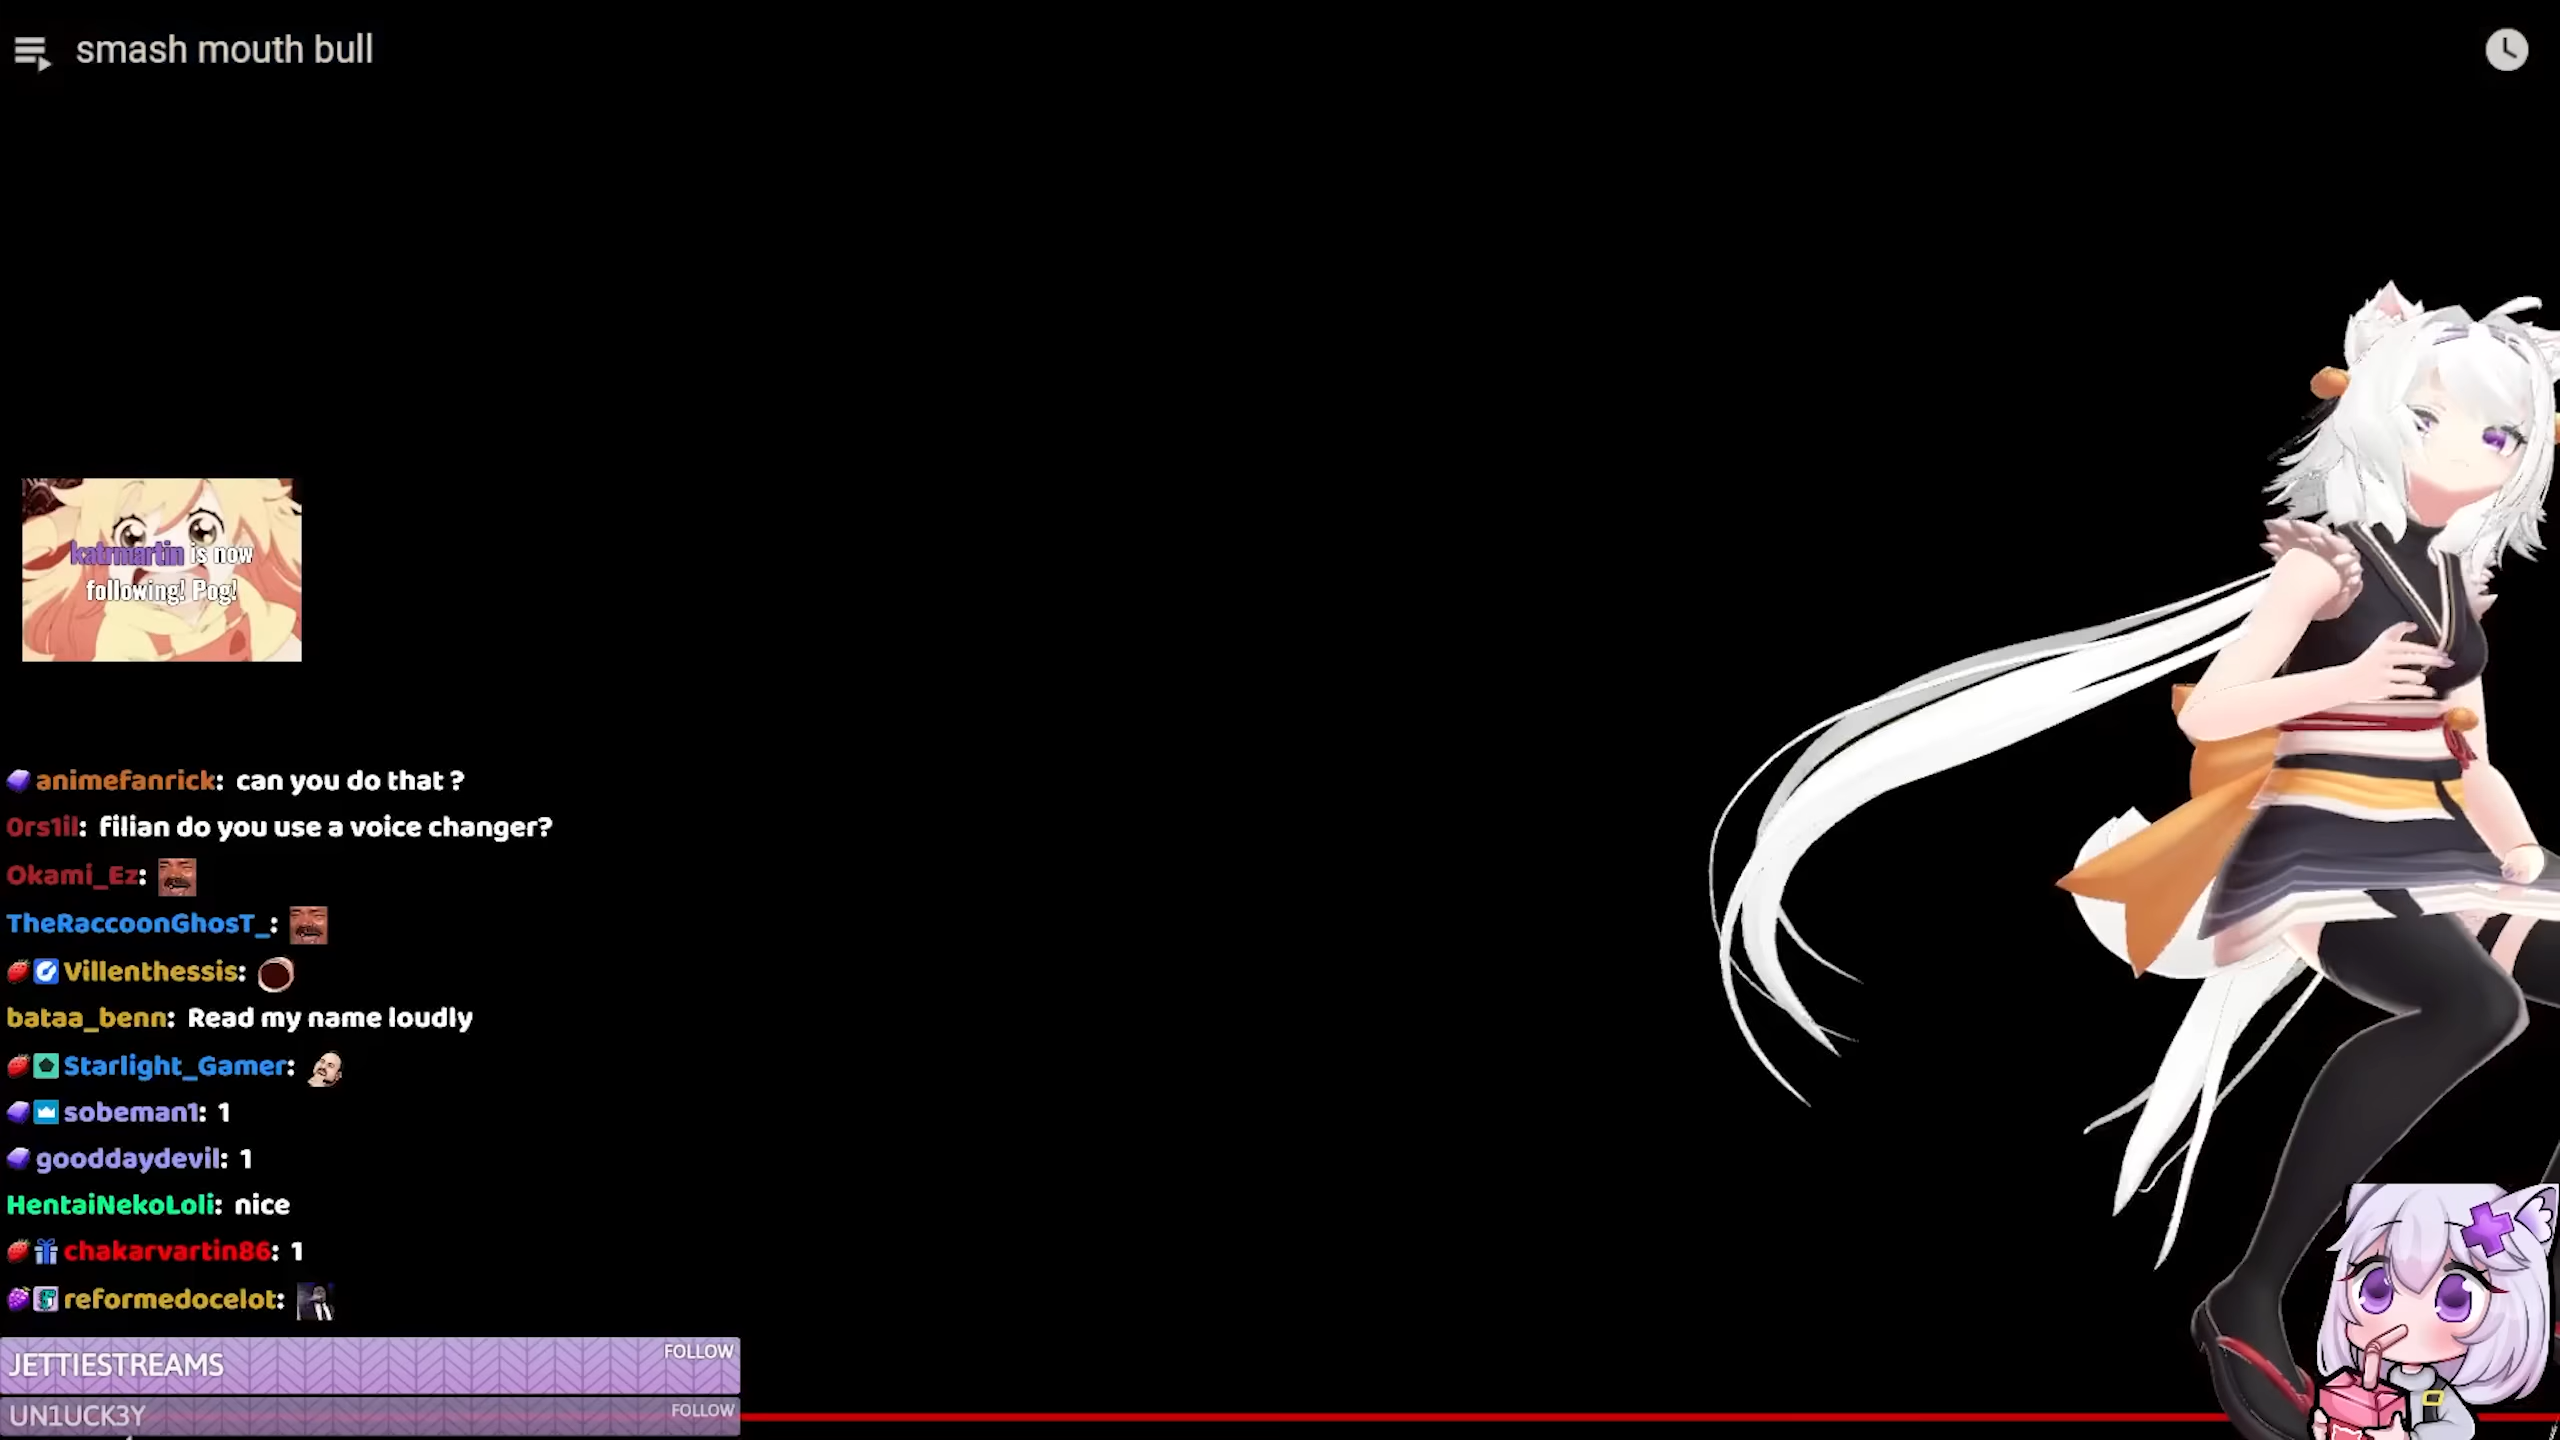 smash mouth bull
katrmartin is now
following! Pog!
animefanrick: can you do that ?
0rs1il: filian do you use a voice changer?
Okami_Ez:
TheRaccoonGhosT_:
Villenthessis:
bataa_benn: Read my name loudly
Starlight_Gamer:
sobeman1: 1
gooddaydevil: 1
HentaiNekoLoli: nice
chakarvartin86: 1
reformedocelot:
JETTIESTREAMS FOLLOW
UN1UCK3Y FOLLOW